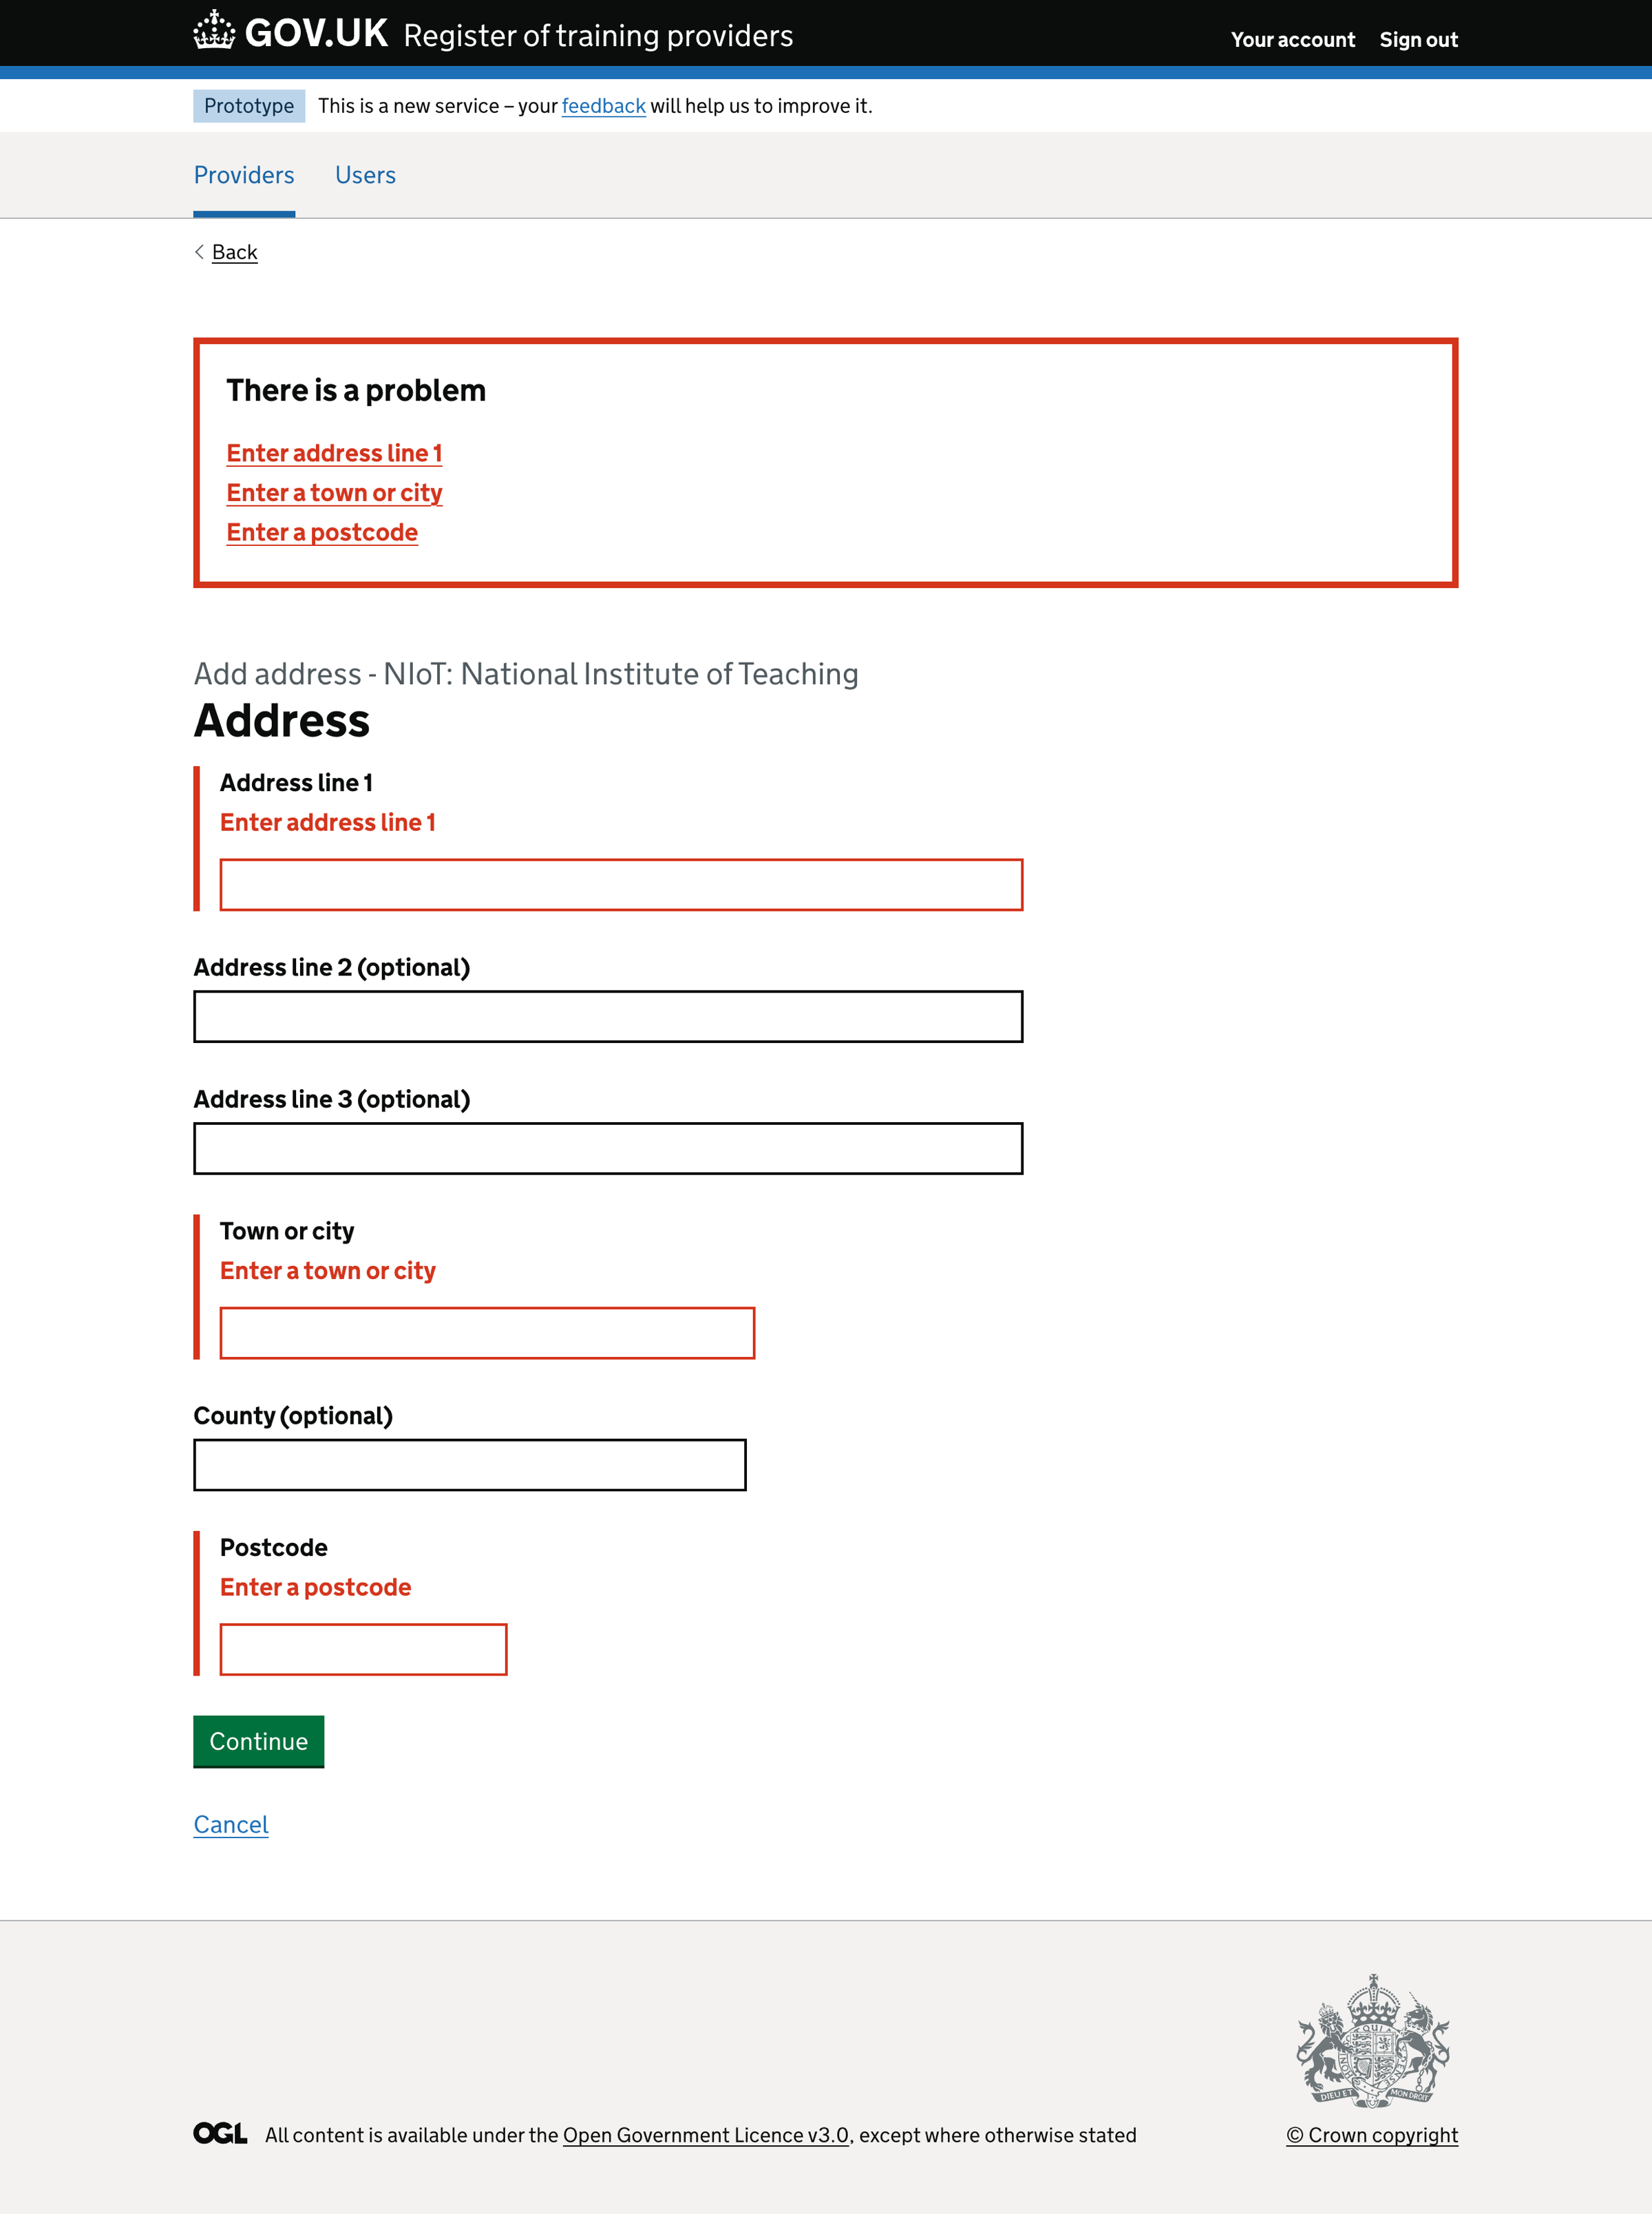 GOV.UK Register of training providers Your account Sign out
Prototype This is a new service – your feedback will help us to improve it.
Providers Users
Back
There is a problem
Enter address line 1
Enter a town or city
Enter a postcode
Add address - NIoT: National Institute of Teaching
Address
Address line 1
Enter address line 1
Address line 2 (optional)
Address line 3 (optional)
Town or city
Enter a town or city
County (optional)
Postcode
Enter a postcode
Continue
Cancel
DIEU ET MON DROIT
OGL All content is available under the Open Government Licence v3.0, except where otherwise stated © Crown copyright